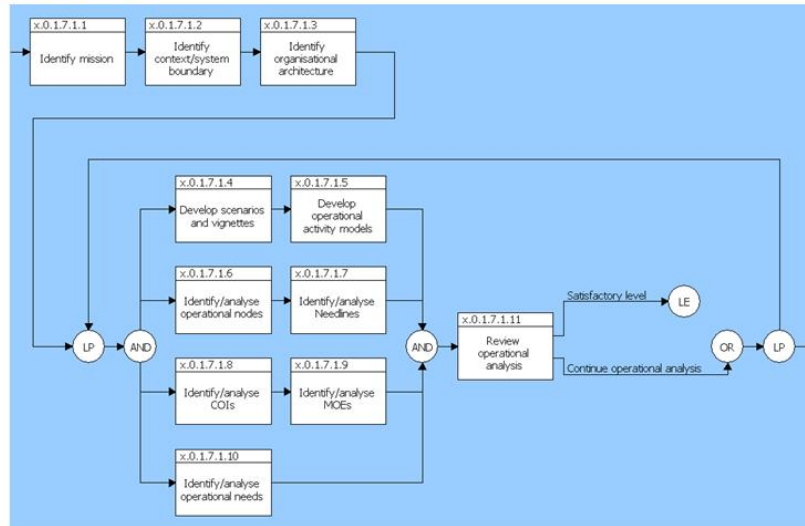 x.0.1.7.1.1
Identify mission
x.0.1.7.1.2
Identify
context/system
boundary
x.0.1.7.1.3
Identify
organisational
architecture
x.0.1.7.1.4
Develop scenarios
and vignettes
x.0.1.7.1.5
Develop
operational
activity models
x.0.1.7.1.6
Identify/analyse
operational nodes
x.0.1.7.1.7
Identify/analyse
Needlines
LP
AND
x.0.1.7.1.8
Identify/analyse
COIs
x.0.1.7.1.9
Identify/analyse
MOEs
x.0.1.7.1.10
Identify/analyse
operational needs
AND
x.0.1.7.1.11
Review
operational
analysis
Satisfactory level
LE
Continue operational analysis
OR
LP